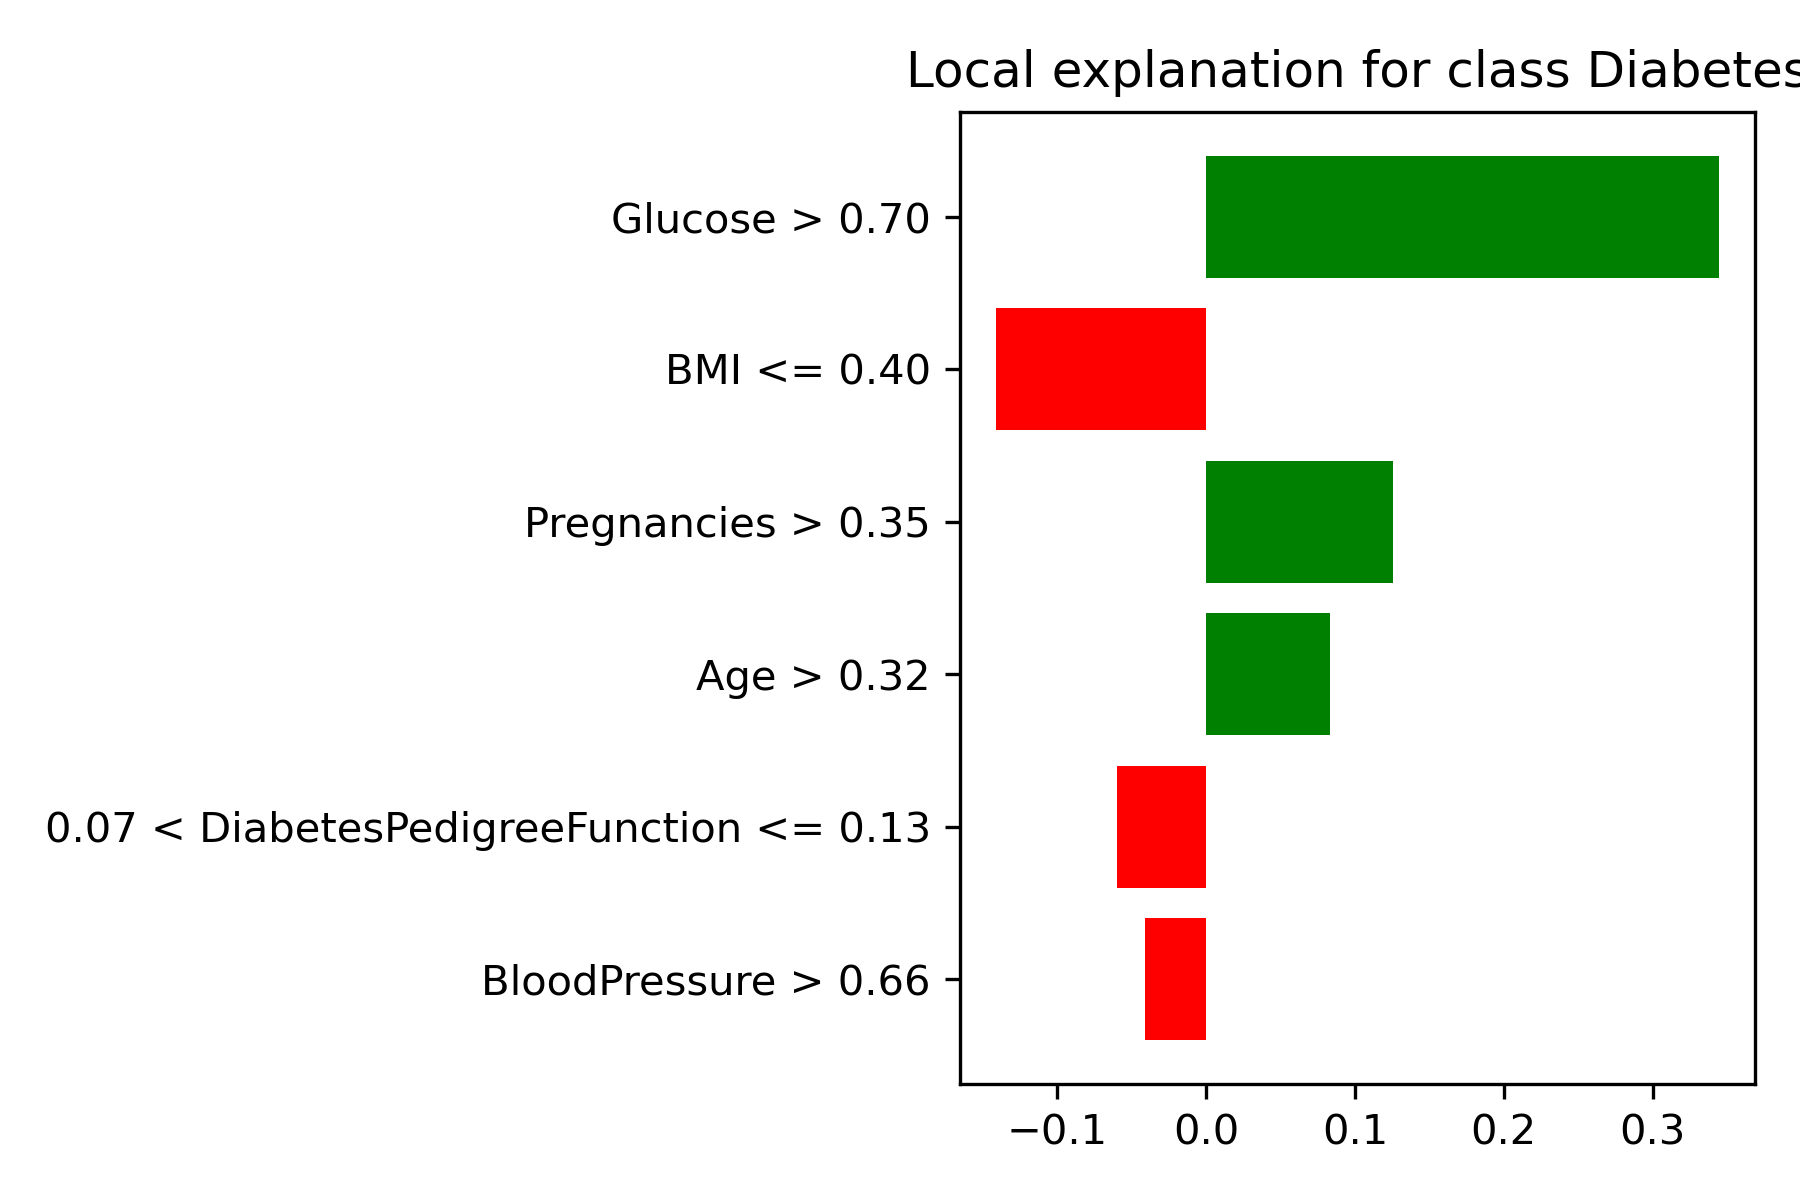 Local explanation for class Diabetes
Glucose > 0.70
BMI <= 0.40
Pregnancies > 0.35
Age > 0.32
0.07 < DiabetesPedigreeFunction <= 0.13
BloodPressure > 0.66
−0.1 0.0 0.1 0.2 0.3